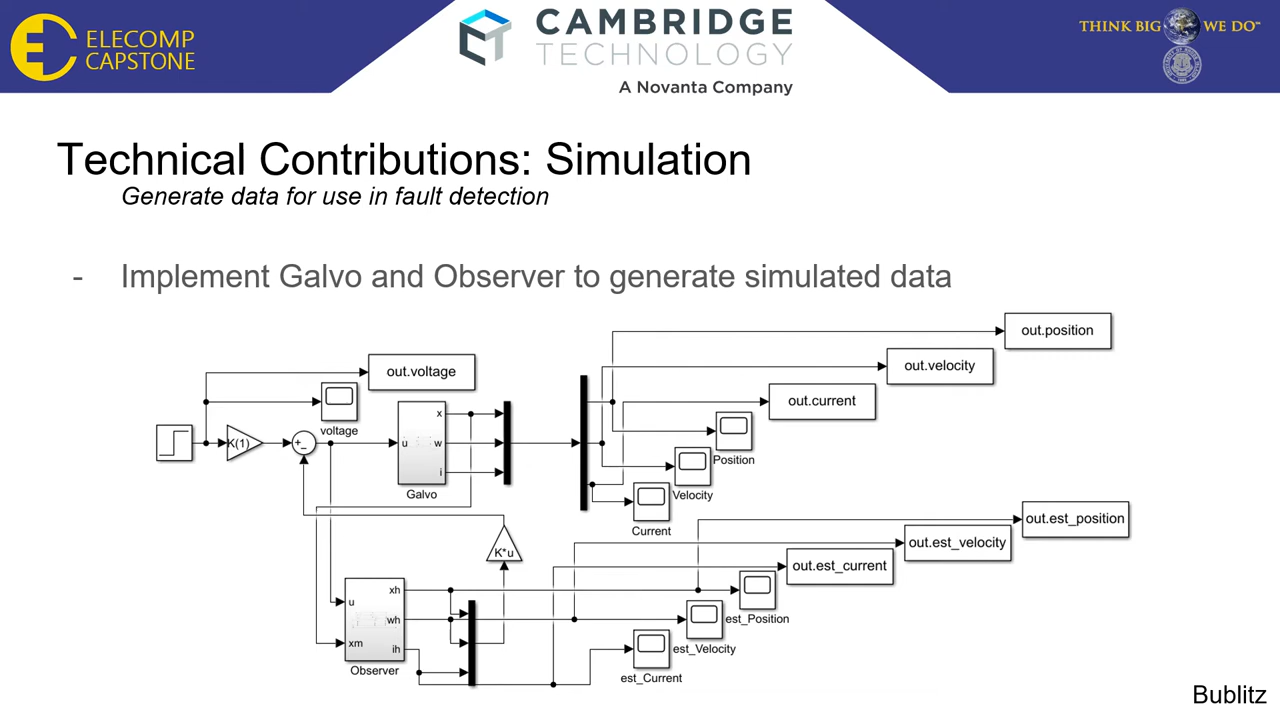 ELECOMP
CAPSTONE
CAMBRIDGE
TECHNOLOGY
A Novanta Company
THINK BIG WE DO℠
Technical Contributions: Simulation
Generate data for use in fault detection
- Implement Galvo and Observer to generate simulated data
out.position
out.velocity
out.voltage
out.current
voltage
K(1)
+
-
u
x
w
i
Galvo
Position
Velocity
Current
K*u
out.est_position
out.est_velocity
out.est_current
u
xm
xh
wh
ih
Observer
est_Position
est_Velocity
est_Current
Bublitz